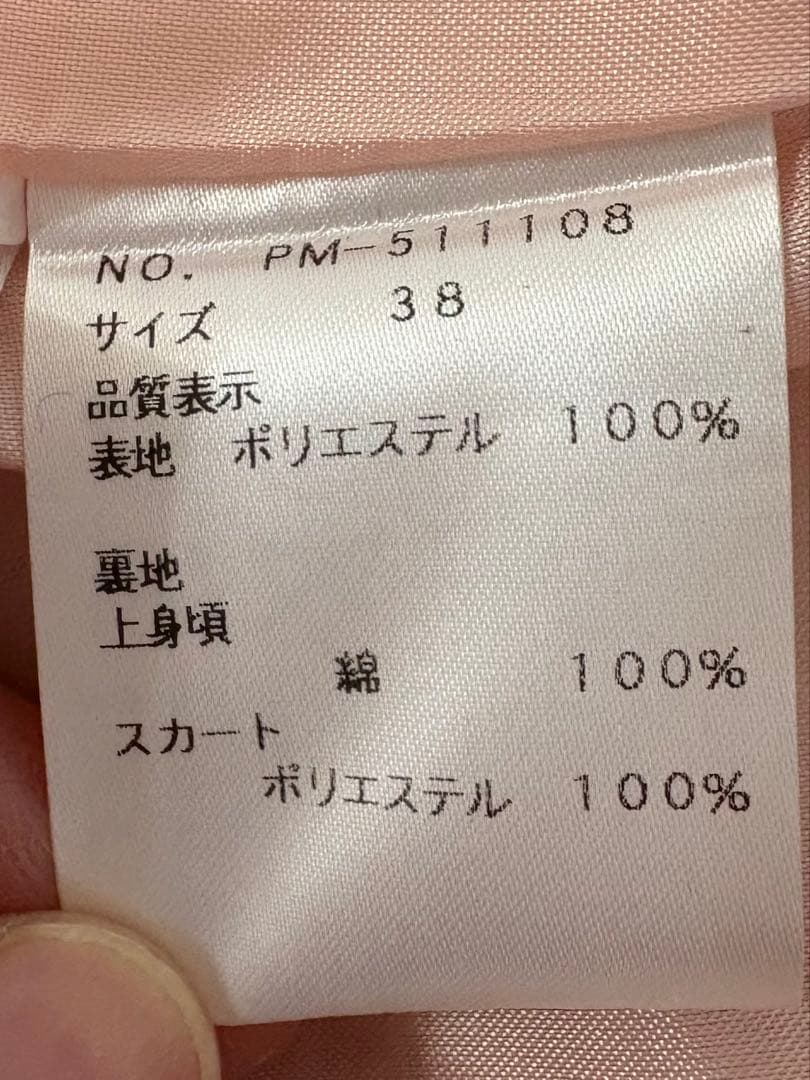 NO. PM-511108
サイズ 38
品質表示
表地 ポリエステル 100%
裏地
上身頃
綿 100%
スカート
ポリエステル 100%